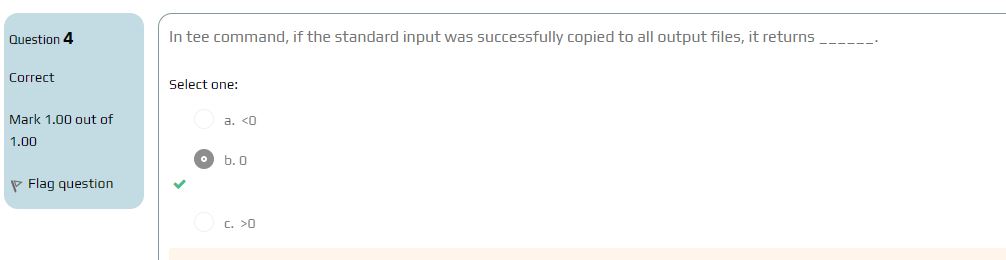 Question 4
Correct
Mark 1.00 out of
1.00
Flag question
In tee command, if the standard input was successfully copied to all output files, it returns ______.
Select one:
a. <0
b. 0
c. >0